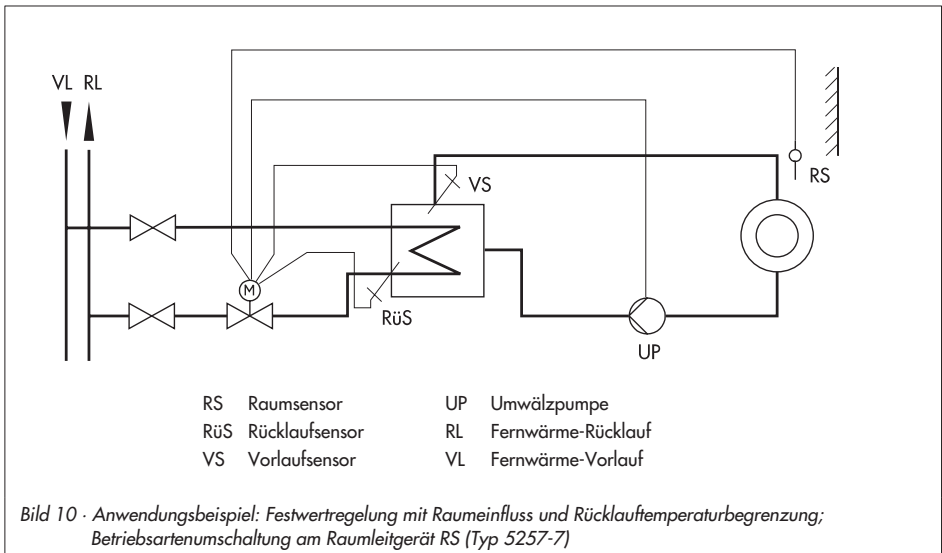 VL RL
RS
VS
M
RüS
UP
RS Raumsensor UP Umwälzpumpe
RüS Rücklaufsensor RL Fernwärme-Rücklauf
VS Vorlaufsensor VL Fernwärme-Vorlauf
Bild 10 · Anwendungsbeispiel: Festwertregelung mit Raumeinfluss und Rücklauftemperaturbegrenzung;
Betriebsartenumschaltung am Raumleitgerät RS (Typ 5257-7)